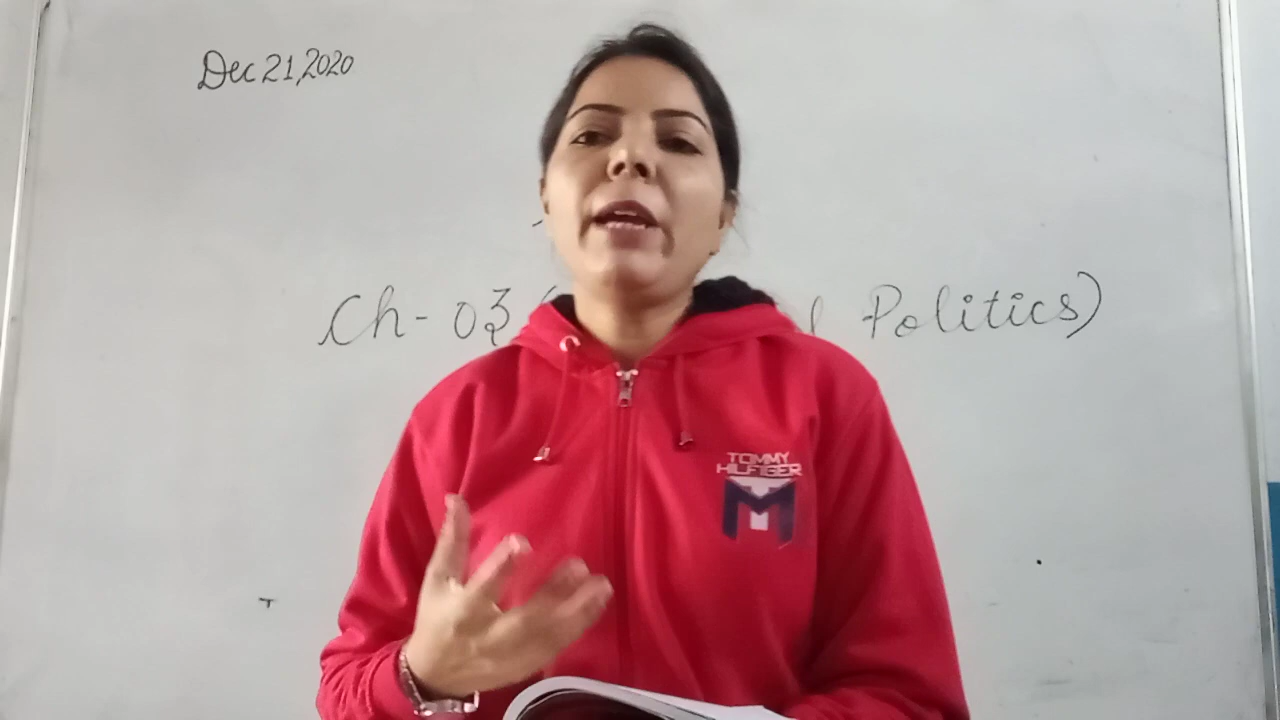 Dec 21, 2020
Ch- 03 ( l Politics)
TOMMY
HILFIGER